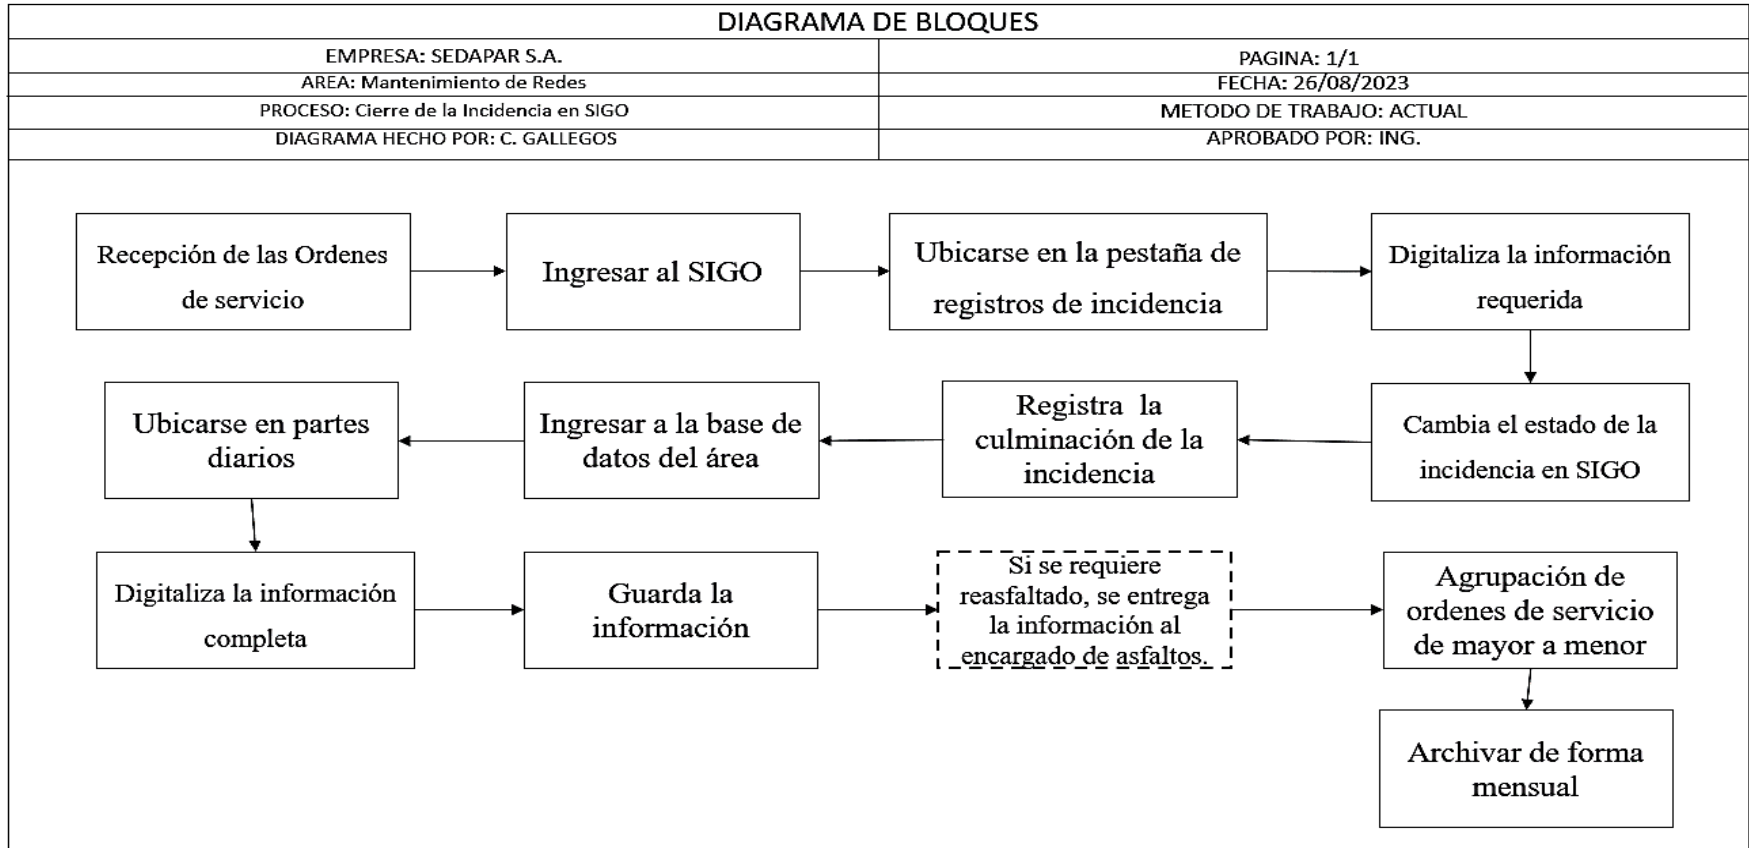 DIAGRAMA DE BLOQUES
EMPRESA: SEDAPAR S.A.
PAGINA: 1/1
AREA: Mantenimiento de Redes
FECHA: 26/08/2023
PROCESO: Cierre de la Incidencia en SIGO
METODO DE TRABAJO: ACTUAL
DIAGRAMA HECHO POR: C. GALLEGOS
APROBADO POR: ING.
Recepción de las Ordenes
de servicio
Ingresar al SIGO
Ubicarse en la pestaña de
registros de incidencia
Digitaliza la información
requerida
Cambia el estado de la
incidencia en SIGO
Registra la
culminación de la
incidencia
Ingresar a la base de
datos del área
Ubicarse en partes
diarios
Digitaliza la información
completa
Guarda la
información
Si se requiere
reasfaltado, se entrega
la información al
encargado de asfaltos.
Agrupación de
ordenes de servicio
de mayor a menor
Archivar de forma
mensual